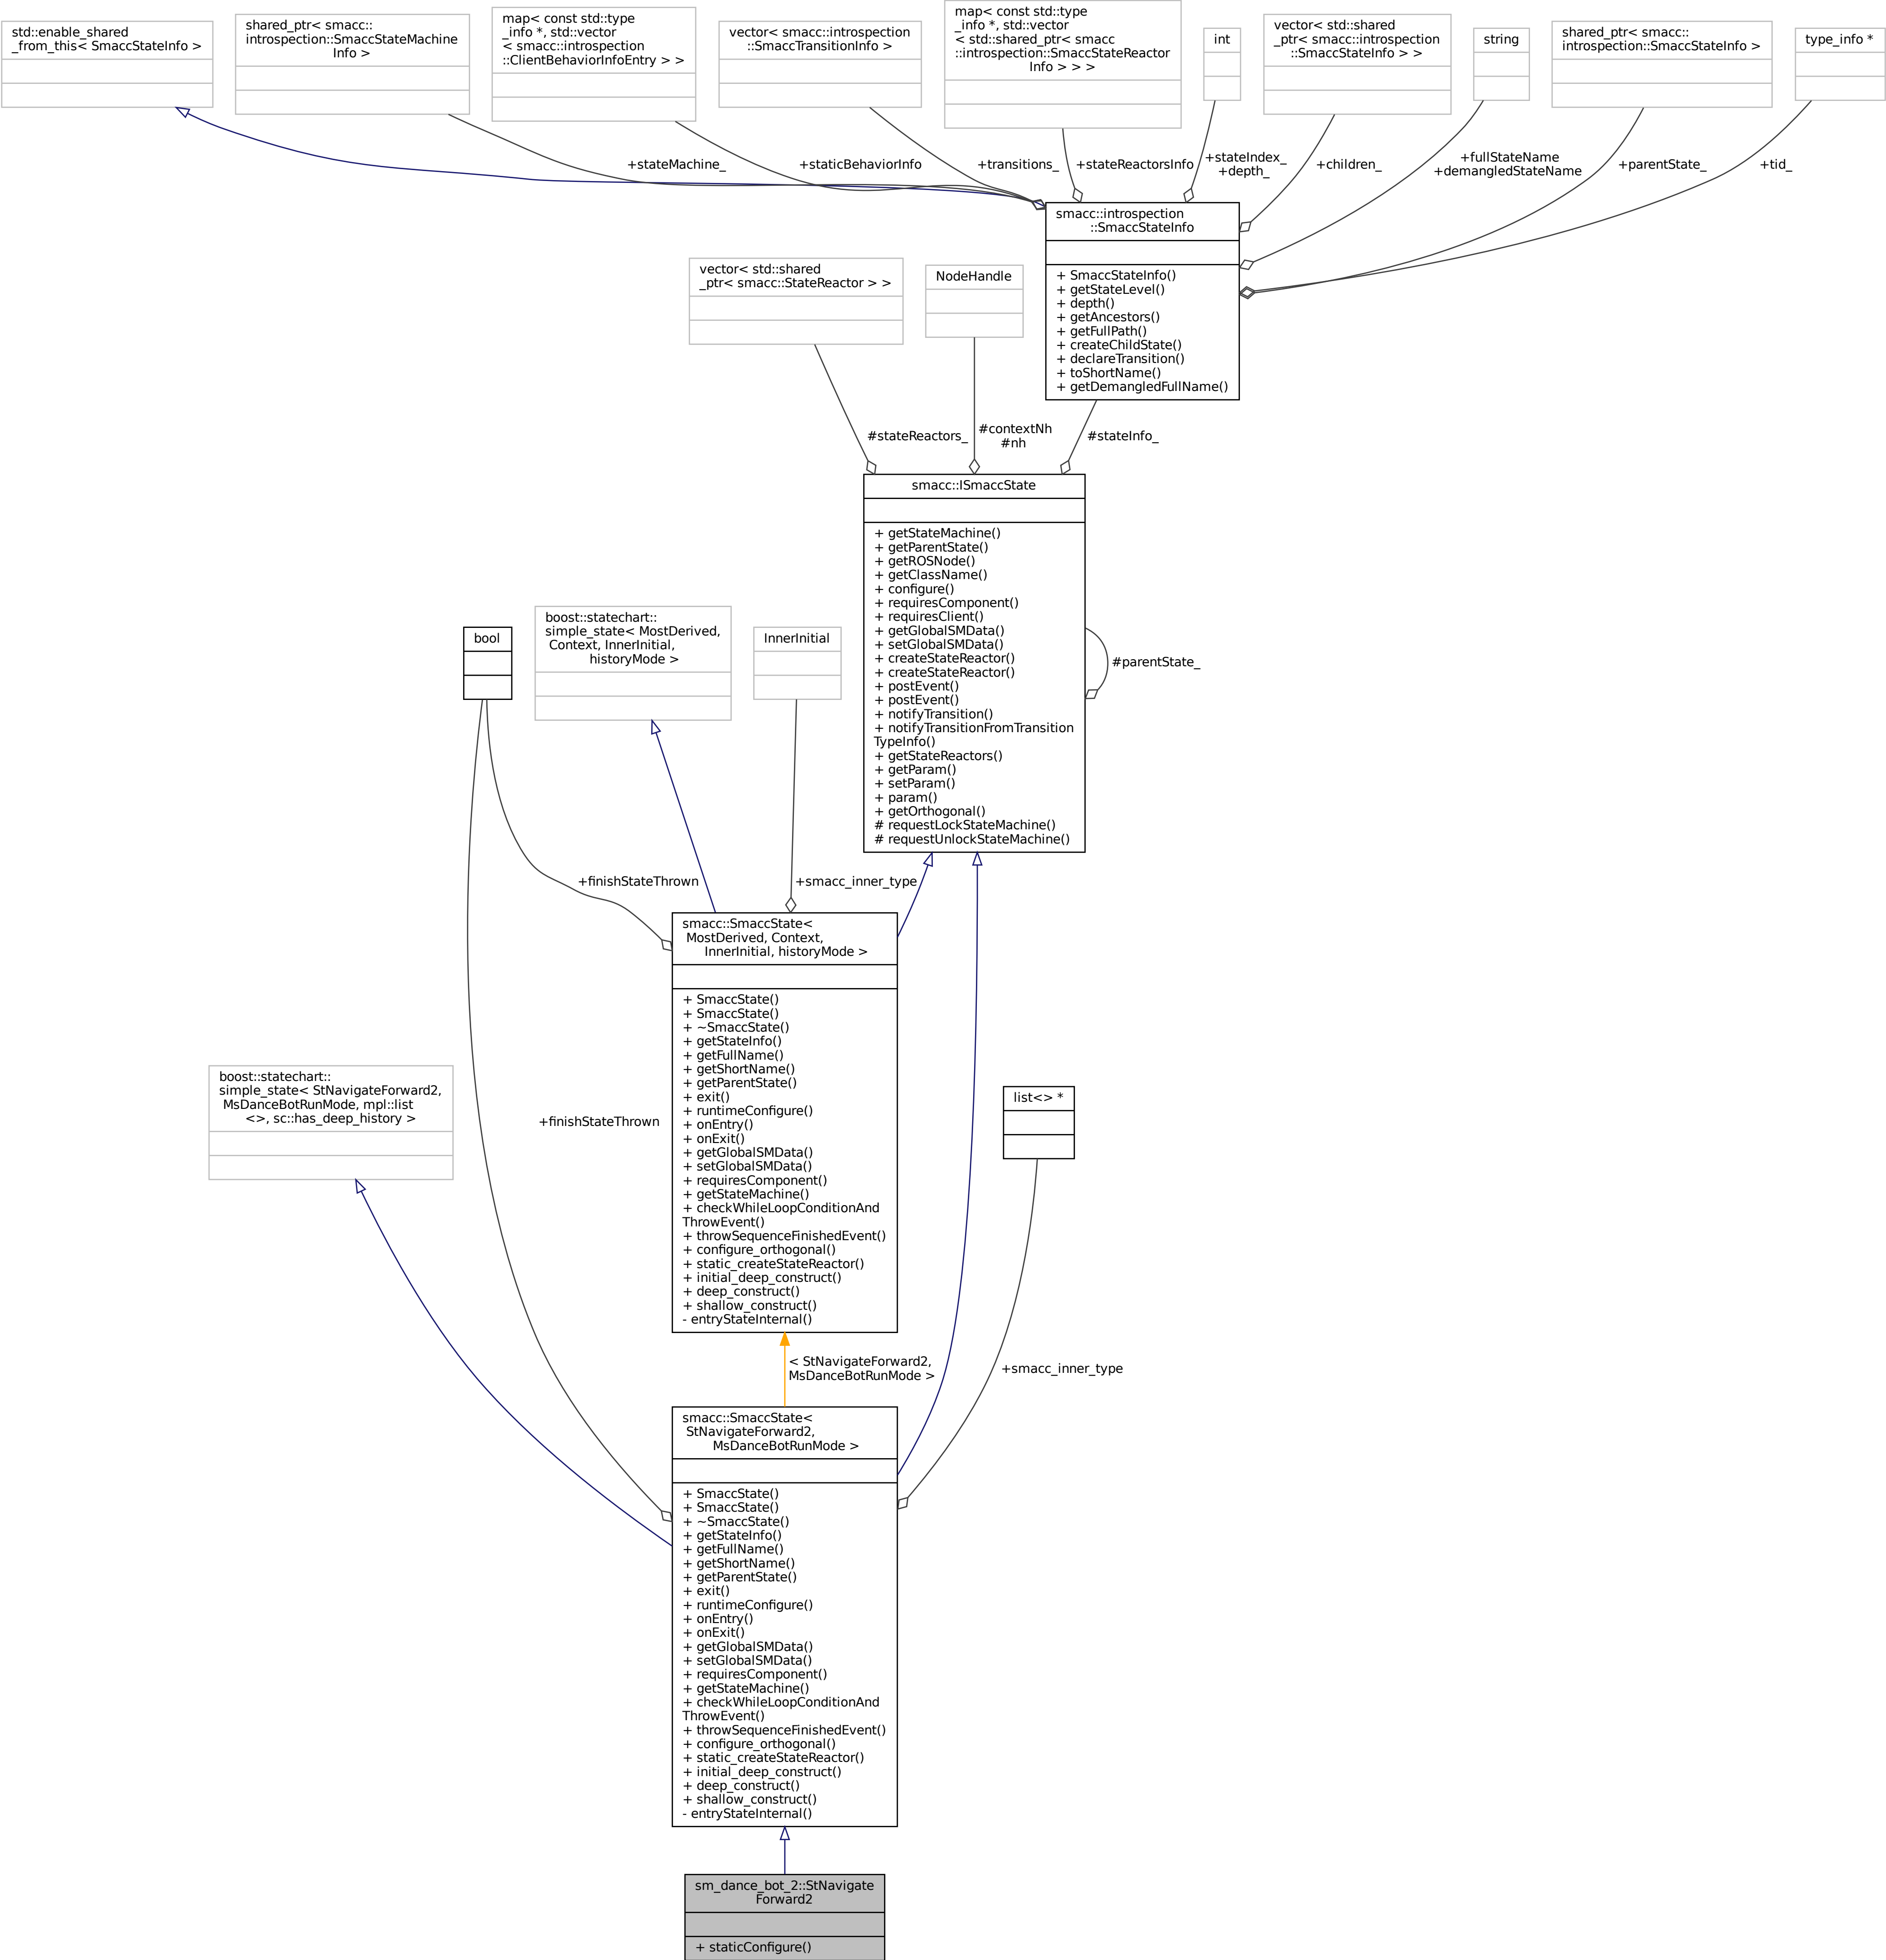 std::enable_shared
_from_this< SmaccStateInfo >
shared_ptr< smacc::
introspection::SmaccStateMachine
Info >
map< const std::type
_info *, std::vector
< smacc::introspection
::ClientBehaviorInfoEntry > >
vector< smacc::introspection
::SmaccTransitionInfo >
map< const std::type
_info *, std::vector
< std::shared_ptr< smacc
::introspection::SmaccStateReactor
Info > > >
int
vector< std::shared
_ptr< smacc::introspection
::SmaccStateInfo > >
string
shared_ptr< smacc::
introspection::SmaccStateInfo >
type_info *
+stateMachine_
+staticBehaviorInfo
+transitions_
+stateReactorsInfo
+stateIndex_
+depth_
+children_
+fullStateName
+demangledStateName
+parentState_
+tid_
smacc::introspection
::SmaccStateInfo
+ SmaccStateInfo()
+ getStateLevel()
+ depth()
+ getAncestors()
+ getFullPath()
+ createChildState()
+ declareTransition()
+ toShortName()
+ getDemangledFullName()
vector< std::shared
_ptr< smacc::StateReactor > >
NodeHandle
#stateReactors_
#contextNh
#nh
#stateInfo_
smacc::ISmaccState
+ getStateMachine()
+ getParentState()
+ getROSNode()
+ getClassName()
+ configure()
+ requiresComponent()
+ requiresClient()
+ getGlobalSMData()
+ setGlobalSMData()
+ createStateReactor()
+ createStateReactor()
+ postEvent()
+ postEvent()
+ notifyTransition()
+ notifyTransitionFromTransition
TypeInfo()
+ getStateReactors()
+ getParam()
+ setParam()
+ param()
+ getOrthogonal()
# requestLockStateMachine()
# requestUnlockStateMachine()
#parentState_
bool
boost::statechart::
simple_state< MostDerived,
Context, InnerInitial,
historyMode >
InnerInitial
+finishStateThrown
+smacc_inner_type
smacc::SmaccState<
MostDerived, Context,
InnerInitial, historyMode >
+ SmaccState()
+ SmaccState()
+ ~SmaccState()
+ getStateInfo()
+ getFullName()
+ getShortName()
+ getParentState()
+ exit()
+ runtimeConfigure()
+ onEntry()
+ onExit()
+ getGlobalSMData()
+ setGlobalSMData()
+ requiresComponent()
+ getStateMachine()
+ checkWhileLoopConditionAnd
ThrowEvent()
+ throwSequenceFinishedEvent()
+ configure_orthogonal()
+ static_createStateReactor()
+ initial_deep_construct()
+ deep_construct()
+ shallow_construct()
- entryStateInternal()
boost::statechart::
simple_state< StNavigateForward2,
MsDanceBotRunMode, mpl::list
<>, sc::has_deep_history >
+finishStateThrown
list<> *
< StNavigateForward2,
MsDanceBotRunMode >
+smacc_inner_type
smacc::SmaccState<
StNavigateForward2,
MsDanceBotRunMode >
+ SmaccState()
+ SmaccState()
+ ~SmaccState()
+ getStateInfo()
+ getFullName()
+ getShortName()
+ getParentState()
+ exit()
+ runtimeConfigure()
+ onEntry()
+ onExit()
+ getGlobalSMData()
+ setGlobalSMData()
+ requiresComponent()
+ getStateMachine()
+ checkWhileLoopConditionAnd
ThrowEvent()
+ throwSequenceFinishedEvent()
+ configure_orthogonal()
+ static_createStateReactor()
+ initial_deep_construct()
+ deep_construct()
+ shallow_construct()
- entryStateInternal()
sm_dance_bot_2::StNavigate
Forward2
+ staticConfigure()